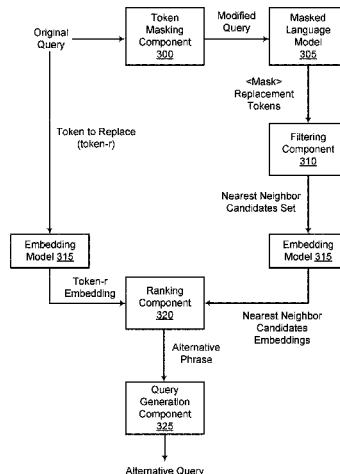 Original
Query
Token
Masking
Component
300
Modified
Query
Masked
Language
Model
305
<Mask>
Replacement
Tokens
Token to Replace
(token-r)
Filtering
Component
310
Nearest Neighbor
Candidates Set
Embedding
Model 315
Embedding
Model 315
Token-r
Embedding
Ranking
Component
320
Nearest Neighbor
Candidates
Embeddings
Alternative
Phrase
Query
Generation
Component
325
Alternative Query